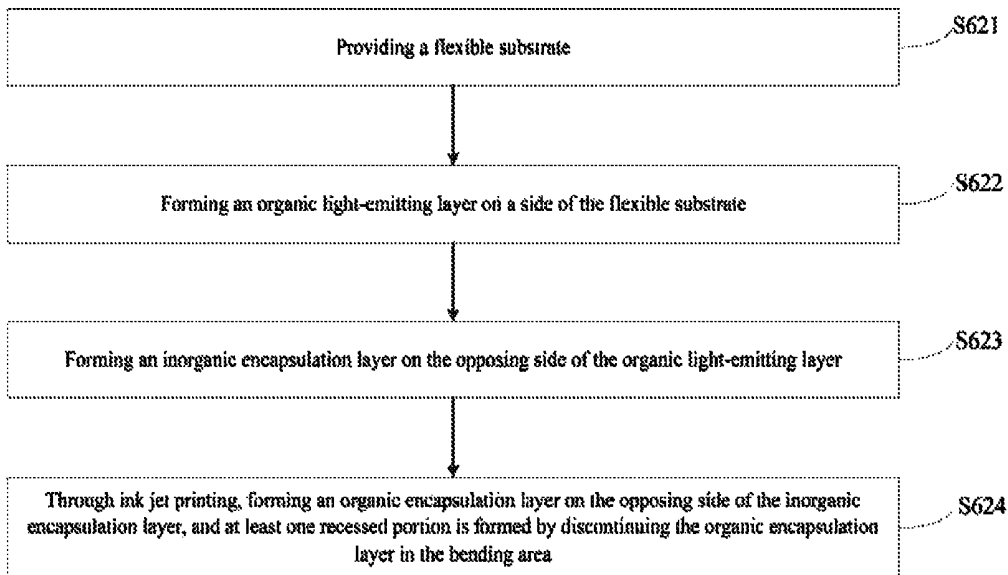 S621
Providing a flexible substrate
S622
Forming an organic light-emitting layer on a side of the flexible substrate
S623
Forming an inorganic encapsulation layer on the opposing side of the organic light-emitting layer
S624
Through ink jet printing, forming an organic encapsulation layer on the opposing side of the inorganic
encapsulation layer, and at least one recessed portion is formed by discontinuing the organic encapsulation
layer in the bending area